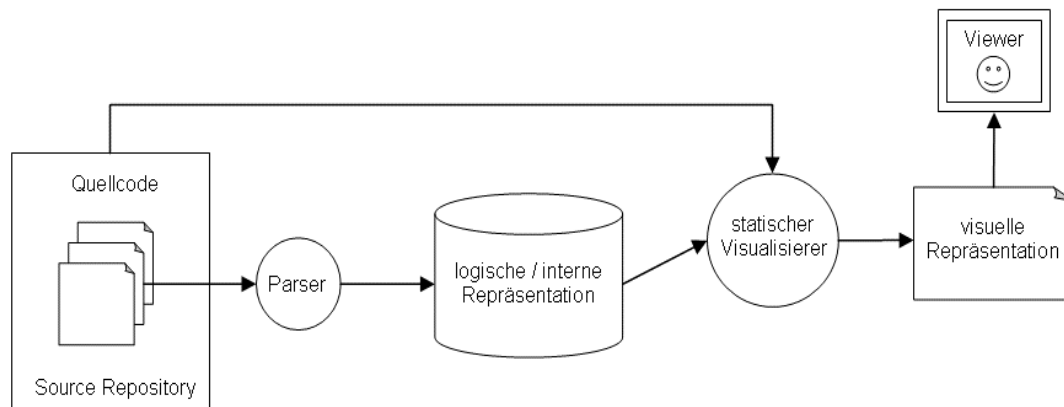 Viewer
Quellcode
Source Repository
Parser
logische / interne
Repräsentation
statischer
Visualisierer
visuelle
Repräsentation